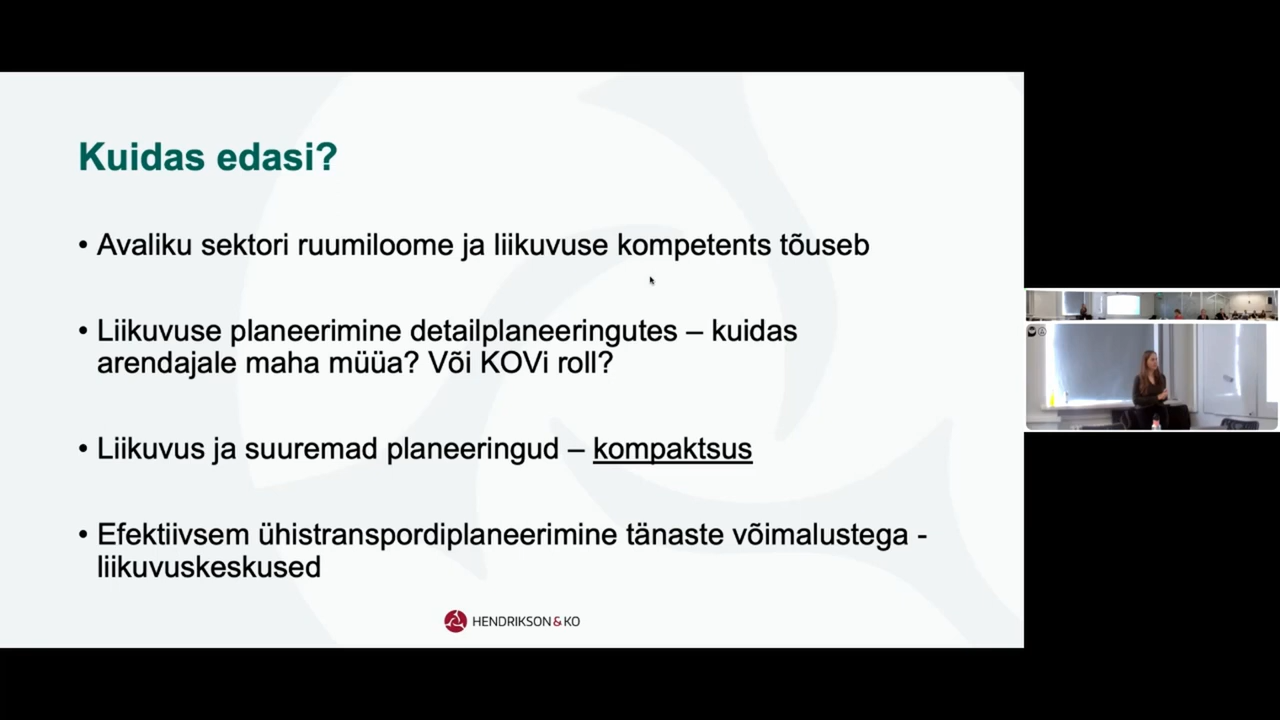 Kuidas edasi?
• Avaliku sektori ruumiloome ja liikuvuse kompetents tõuseb
• Liikuvuse planeerimine detailplaneeringutes – kuidas
arendajale maha müüa? Või KOVi roll?
• Liikuvus ja suuremad planeeringud – kompaktsus
• Efektiivsem ühistranspordiplaneerimine tänaste võimalustega -
liikuvuskeskused
HENDRIKSON&KO